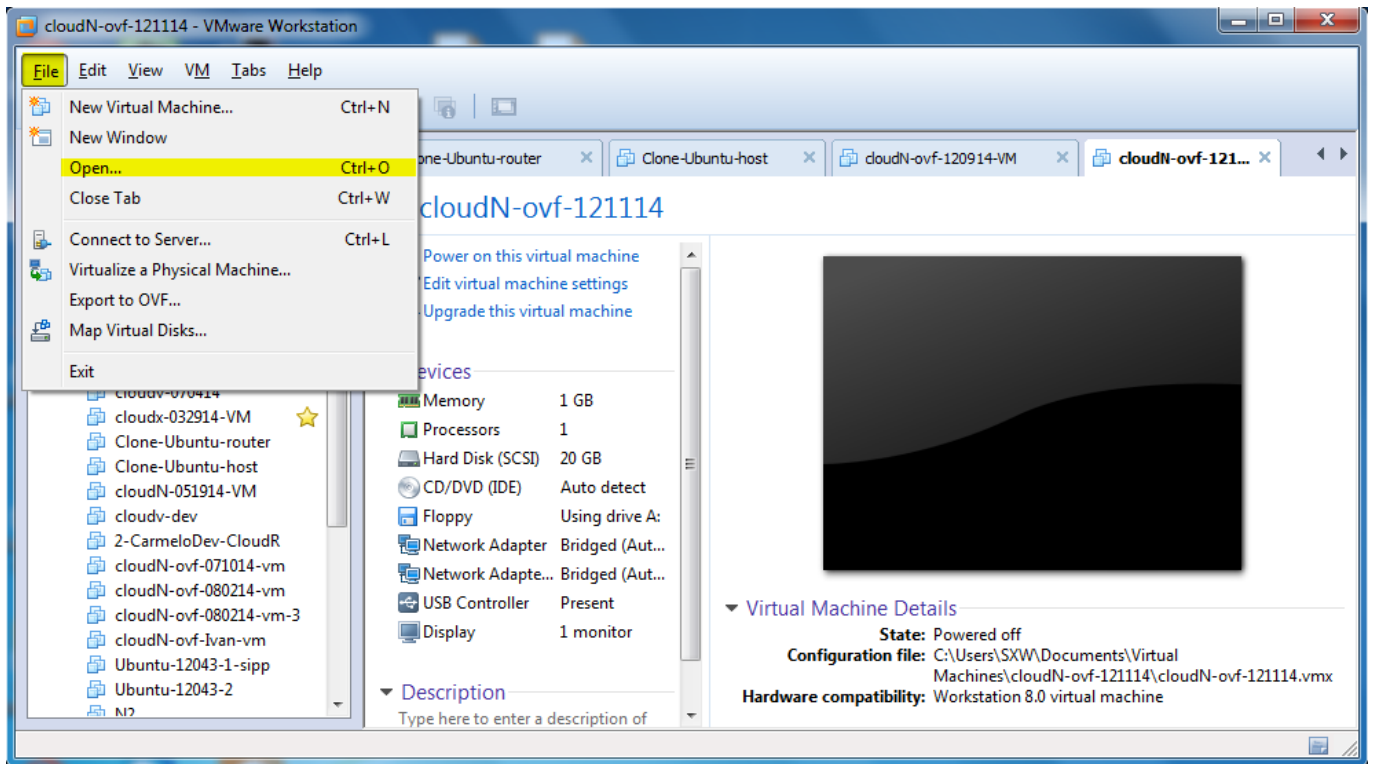 cloudN-ovf-121114 - VMware Workstation
File Edit View VM Tabs Help
New Virtual Machine... Ctrl+N
New Window
Open... Ctrl+O
Close Tab Ctrl+W
Connect to Server... Ctrl+L
Virtualize a Physical Machine...
Export to OVF...
Map Virtual Disks...
Exit
cloudv-070414
cloudx-032914-VM
Clone-Ubuntu-router
Clone-Ubuntu-host
cloudN-051914-VM
cloudv-dev
2-CarmeloDev-CloudR
cloudN-ovf-071014-vm
cloudN-ovf-080214-vm
cloudN-ovf-080214-vm-3
cloudN-ovf-Ivan-vm
Ubuntu-12043-1-sipp
Ubuntu-12043-2
N2
one-Ubuntu-router Clone-Ubuntu-host cloudN-ovf-120914-VM cloudN-ovf-121...
cloudN-ovf-121114
Power on this virtual machine
Edit virtual machine settings
Upgrade this virtual machine
evices
Memory 1 GB
Processors 1
Hard Disk (SCSI) 20 GB
CD/DVD (IDE) Auto detect
Floppy Using drive A:
Network Adapter Bridged (Aut...
Network Adapte... Bridged (Aut...
USB Controller Present
Display 1 monitor
Description
Type here to enter a description of
Virtual Machine Details
State: Powered off
Configuration file: C:\Users\SXW\Documents\Virtual
Machines\cloudN-ovf-121114\cloudN-ovf-121114.vmx
Hardware compatibility: Workstation 8.0 virtual machine